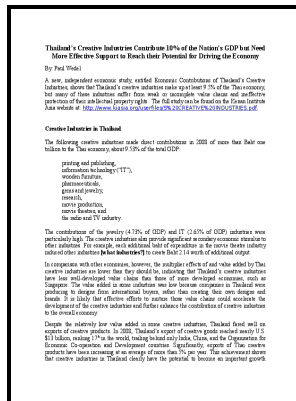 Thailand's Creative Industries Contribute 10% of the Nation's GDP but Need
More Effective Support to Reach their Potential for Driving the Economy
By: Paul Wedel
A new, independent economic study, entitled Economic Contributions of Thailand's Creative
Industries, shows that Thailand's creative industries make up at least 9.5% of the Thai economy,
but many of these industries suffer from weak or incomplete value chains and ineffective
protection of their intellectual property rights. The full study can be found on the Kenan Institute
Asia website at:
Creative Industries in Thailand
The following creative industries made direct contributions in 2008 of more than Baht one
trillion to the Thai economy, about 9.53% of the total GDP:
printing and publishing,
information technology ("IT"),
wooden furniture,
pharmaceuticals,
gems and jewelry,
research,
movie production,
movie theaters, and
the radio and TV industry.
The contributions of the jewelry (4.73% of GDP) and IT (2.65% of GDP) industries were
particularly high. The creative industries also provide significant secondary economic stimulus to
other industries. For example, each additional baht of expenditure in the movie theatre industry
induced other industries [what industries?] to create Baht 2.14 worth of additional output.
In comparison with other economies, however, the multiplier effects of and value added by Thai
creative industries are lower than they should be, indicating that Thailand's creative industries
have less well-developed value chains than those of more developed economies, such as
Singapore. The value added in some industries was low because companies in Thailand were
producing to designs from international buyers, rather than creating their own designs and
brands. It is likely that effective efforts to nurture those value chains could accelerate the
development of the creative industries and further enhance the contribution of creative industries
to the overall economy.
Despite the relatively low value added in some creative industries, Thailand fared well on
exports of creative products. In 2008, Thailand's export of creative goods reached nearly U.S.
$13 billion, ranking 17th in the world, trailing behind only India, China, and the Organisation for
Economic Co-operation and Development countries. Significantly, exports of Thai creative
products have been increasing at an average of more than 5% per year. This achievement shows
that creative industries in Thailand clearly have the potential to become an important growth